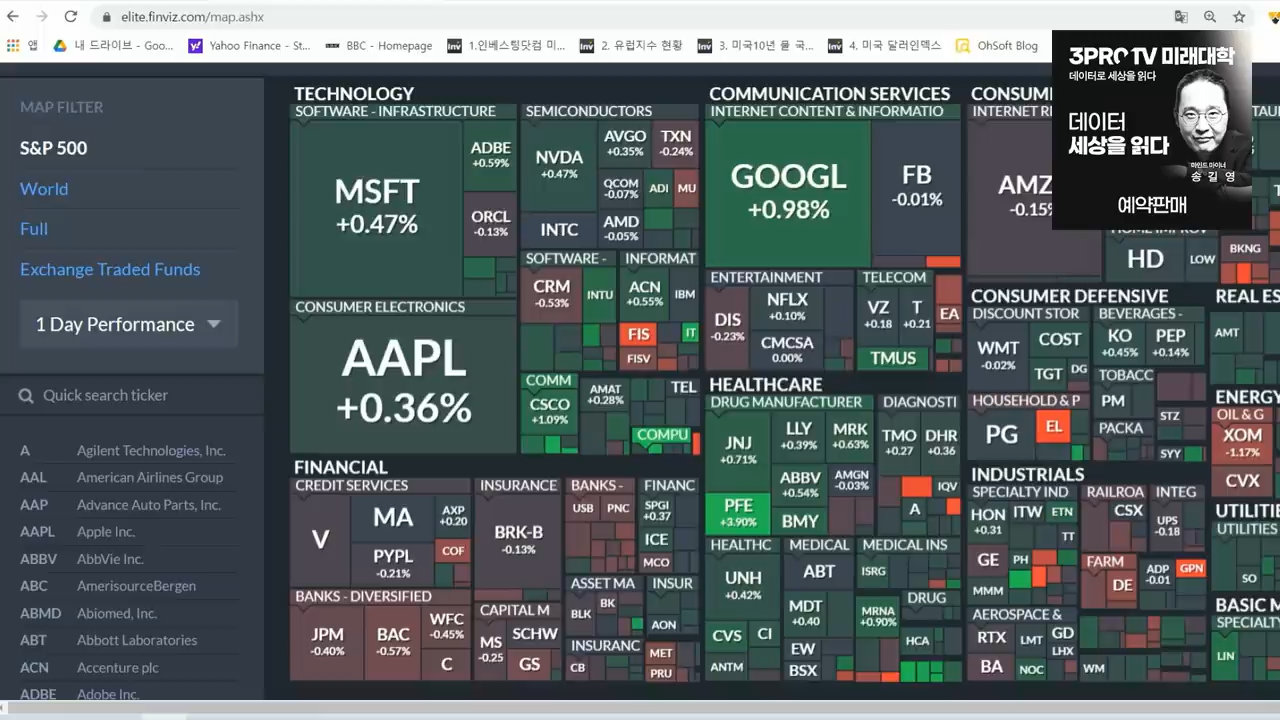 elite.finviz.com/map.ashx
앱
내 드라이브 - Goo...
Yahoo Finance - St...
BBC - Homepage
1.인베스팅닷컴 미...
2. 유럽지수 현황
3. 미국10년 물 국...
4. 미국 달러인덱스
OhSoft Blog
3PRO TV 미래대학
데이터로 세상을 읽다
데이터
세상을 읽다
마인드 마이너
송길영
예약판매
MAP FILTER
S&P 500
World
Full
Exchange Traded Funds
1 Day Performance
Quick search ticker
A Agilent Technologies, Inc.
AAL American Airlines Group
AAP Advance Auto Parts, Inc.
AAPL Apple Inc.
ABBV AbbVie Inc.
ABC AmerisourceBergen
ABMD Abiomed, Inc.
ABT Abbott Laboratories
ACN Accenture plc
ADBE Adobe Inc.
TECHNOLOGY
SOFTWARE - INFRASTRUCTURE
MSFT
+0.47%
ADBE
+0.59%
ORCL
-0.13%
CONSUMER ELECTRONICS
AAPL
+0.36%
SEMICONDUCTORS
NVDA
+0.47%
AVGO
+0.35%
TXN
-0.24%
QCOM
-0.07%
ADI
MU
INTC
AMD
-0.05%
SOFTWARE -
CRM
-0.53%
INTU
INFORMAT
ACN
+0.55%
IBM
FIS
IT
FISV
COMM
CSCO
+1.09%
AMAT
+0.28%
TEL
COMPU
COMMUNICATION SERVICES
INTERNET CONTENT & INFORMATIO
GOOGL
+0.98%
FB
-0.01%
ENTERTAINMENT
DIS
-0.23%
NFLX
+0.10%
CMCSA
0.00%
TELECOM
VZ
+0.18
T
+0.21
TMUS
EA
CONSUM
INTERNET RE
AMZ
-0.15%
HOME IMPROV
HD
LOW
BKNG
CONSUMER DEFENSIVE
DISCOUNT STOR
WMT
-0.02%
COST
TGT
DG
BEVERAGES -
KO
+0.45%
PEP
+0.14%
TOBACC
PM
STZ
HOUSEHOLD & P
PG
EL
PACKA
SYY
REAL ES
AMT
HEALTHCARE
DRUG MANUFACTURER
JNJ
+0.71%
LLY
+0.39%
MRK
+0.63%
ABBV
+0.54%
AMGN
-0.03%
PFE
+3.90%
BMY
DIAGNOSTI
TMO
+0.27
DHR
+0.36
IQV
A
HEALTHC
UNH
+0.42%
CVS
CI
ANTM
MEDICAL
ABT
MDT
+0.40
EW
BSX
MEDICAL INS
ISRG
MRNA
+0.90%
DRUG
HCA
FINANCIAL
CREDIT SERVICES
V
MA
AXP
+0.20
PYPL
-0.21%
COF
BANKS - DIVERSIFIED
JPM
-0.40%
BAC
-0.57%
WFC
-0.45%
C
INSURANCE
BRK-B
-0.13%
CAPITAL M
MS
-0.25
SCHW
GS
BANKS -
USB
PNC
FINANC
SPGI
+0.37
ICE
MCO
ASSET MA
BLK
BK
INSUR
AON
INSURANC
CB
MET
PRU
INDUSTRIALS
SPECIALTY IND
HON
+0.31
ITW
ETN
TT
GE
PH
MMM
RAILROA
CSX
INTEG
UPS
-0.18
FARM
DE
ADP
-0.01
GPN
AEROSPACE &
RTX
LMT
GD
LHX
BA
NOC
WM
ENERGY
OIL & G
XOM
-1.17%
CVX
UTILITIE
UTILITIES
SO
BASIC M
SPECIALTY
LIN